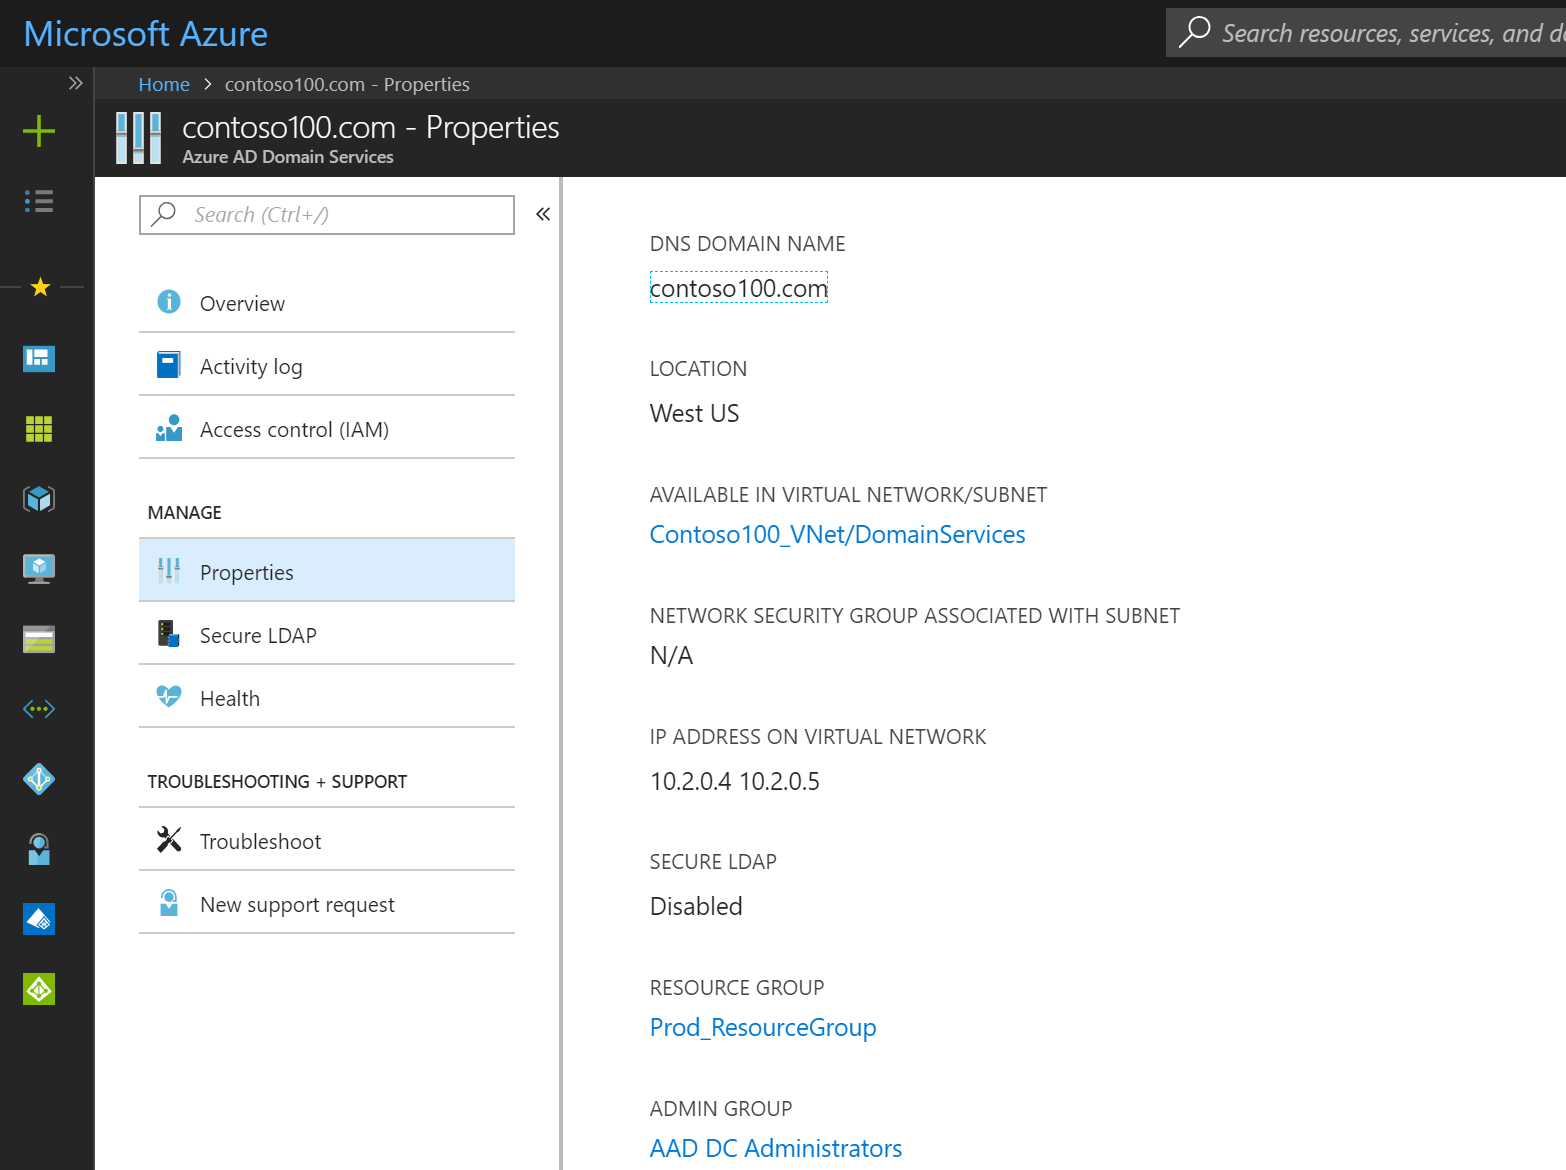 Microsoft Azure
Search resources, services, and do
Home > contoso100.com - Properties
contoso100.com - Properties
Azure AD Domain Services
Search (Ctrl+/)
Overview
Activity log
Access control (IAM)
MANAGE
Properties
Secure LDAP
Health
TROUBLESHOOTING + SUPPORT
Troubleshoot
New support request
DNS DOMAIN NAME
contoso100.com
LOCATION
West US
AVAILABLE IN VIRTUAL NETWORK/SUBNET
Contoso100_VNet/DomainServices
NETWORK SECURITY GROUP ASSOCIATED WITH SUBNET
N/A
IP ADDRESS ON VIRTUAL NETWORK
10.2.0.4 10.2.0.5
SECURE LDAP
Disabled
RESOURCE GROUP
Prod_ResourceGroup
ADMIN GROUP
AAD DC Administrators